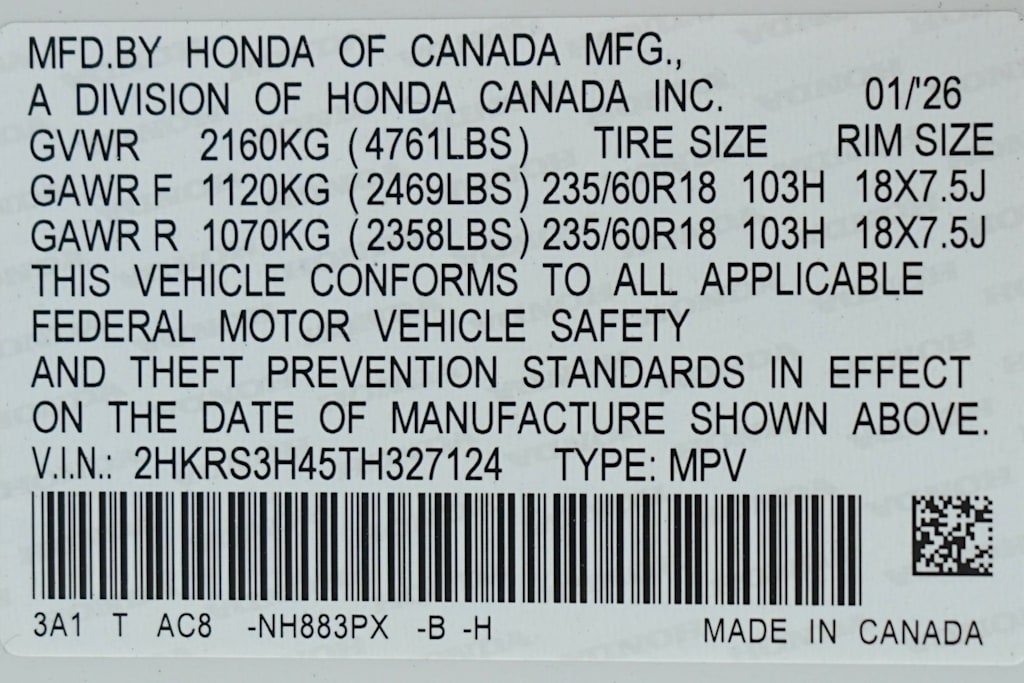 MFD.BY HONDA OF CANADA MFG.,
A DIVISION OF HONDA CANADA INC. 01/'26
GVWR 2160KG (4761LBS) TIRE SIZE RIM SIZE
GAWR F 1120KG (2469LBS) 235/60R18 103H 18X7.5J
GAWR R 1070KG (2358LBS) 235/60R18 103H 18X7.5J
THIS VEHICLE CONFORMS TO ALL APPLICABLE
FEDERAL MOTOR VEHICLE SAFETY
AND THEFT PREVENTION STANDARDS IN EFFECT
ON THE DATE OF MANUFACTURE SHOWN ABOVE.
V.I.N.: 2HKRS3H45TH327124 TYPE: MPV
3A1 T AC8 -NH883PX -B -H MADE IN CANADA